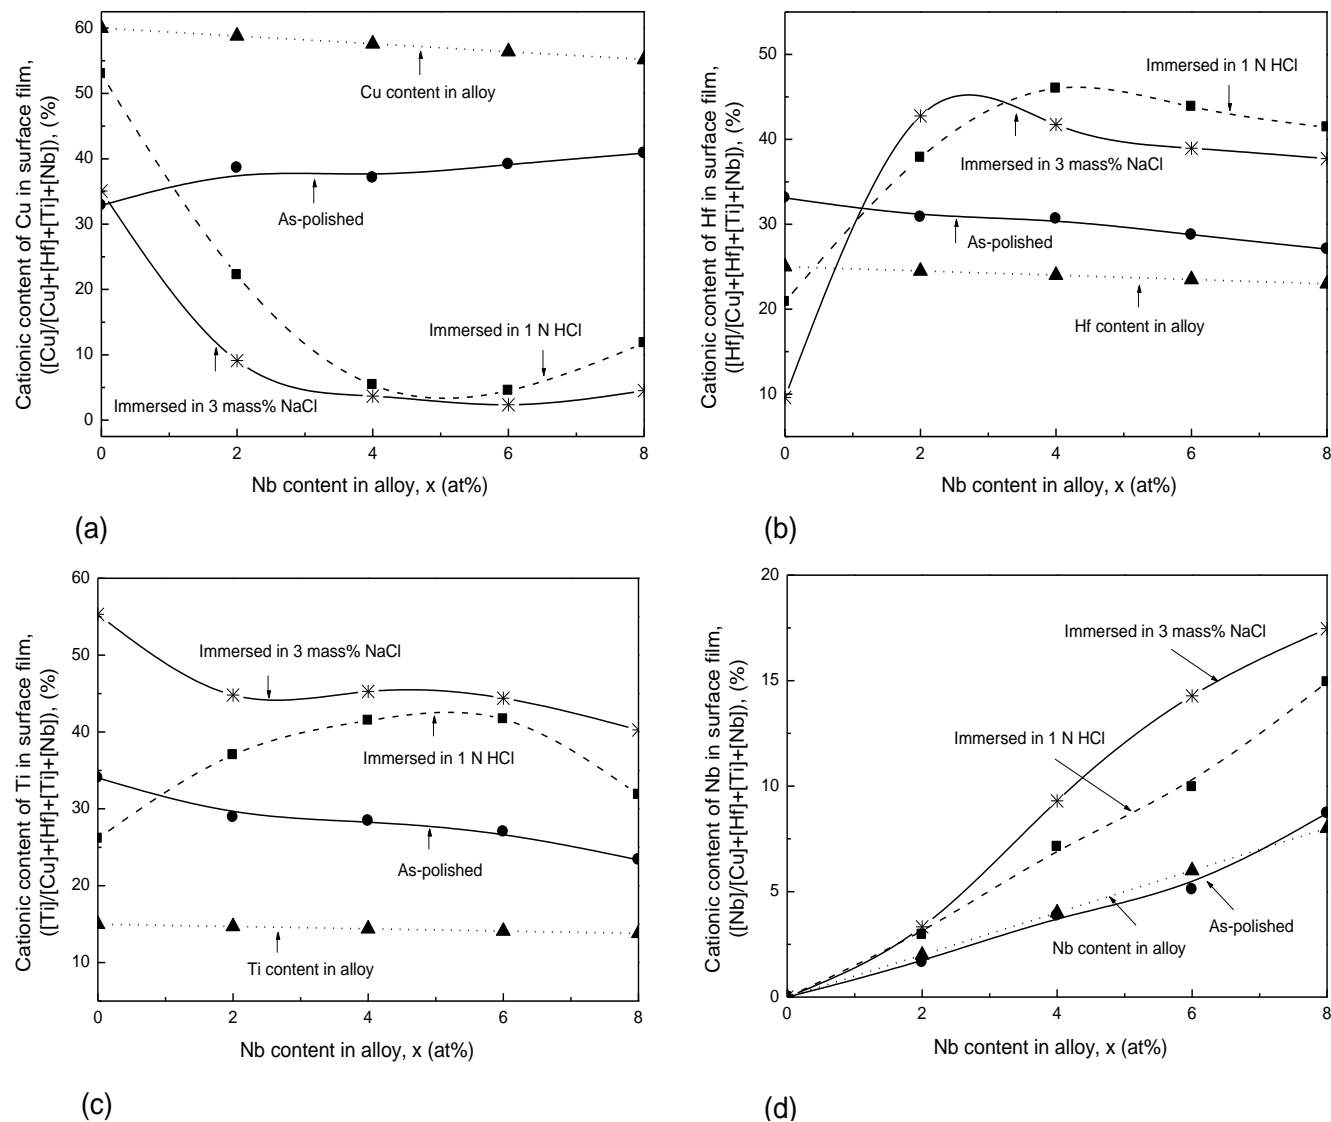 Cationic content of Cu in surface film,
([Cu]/[Cu]+[Hf]+[Ti]+[Nb]), (%)
60
50
40
30
20
10
0
Cu content in alloy
As-polished
Immersed in 1 N HCl
Immersed in 3 mass% NaCl
0 2 4 6 8
Nb content in alloy, x (at%)
(a)
Cationic content of Hf in surface film,
([Hf]/[Cu]+[Hf]+[Ti]+[Nb]), (%)
50
40
30
20
10
Immersed in 1 N HCl
Immersed in 3 mass% NaCl
As-polished
Hf content in alloy
0 2 4 6 8
Nb content in alloy, x (at%)
(b)
Cationic content of Ti in surface film,
([Ti]/[Cu]+[Hf]+[Ti]+[Nb]), (%)
60
50
40
30
20
10
Immersed in 3 mass% NaCl
Immersed in 1 N HCl
As-polished
Ti content in alloy
0 2 4 6 8
Nb content in alloy, x (at%)
(c)
Cationic content of Nb in surface film,
([Nb]/[Cu]+[Hf]+[Ti]+[Nb]), (%)
20
15
10
5
0
Immersed in 3 mass% NaCl
Immersed in 1 N HCl
As-polished
Nb content
in alloy
0 2 4 6 8
Nb content in alloy, x (at%)
(d)